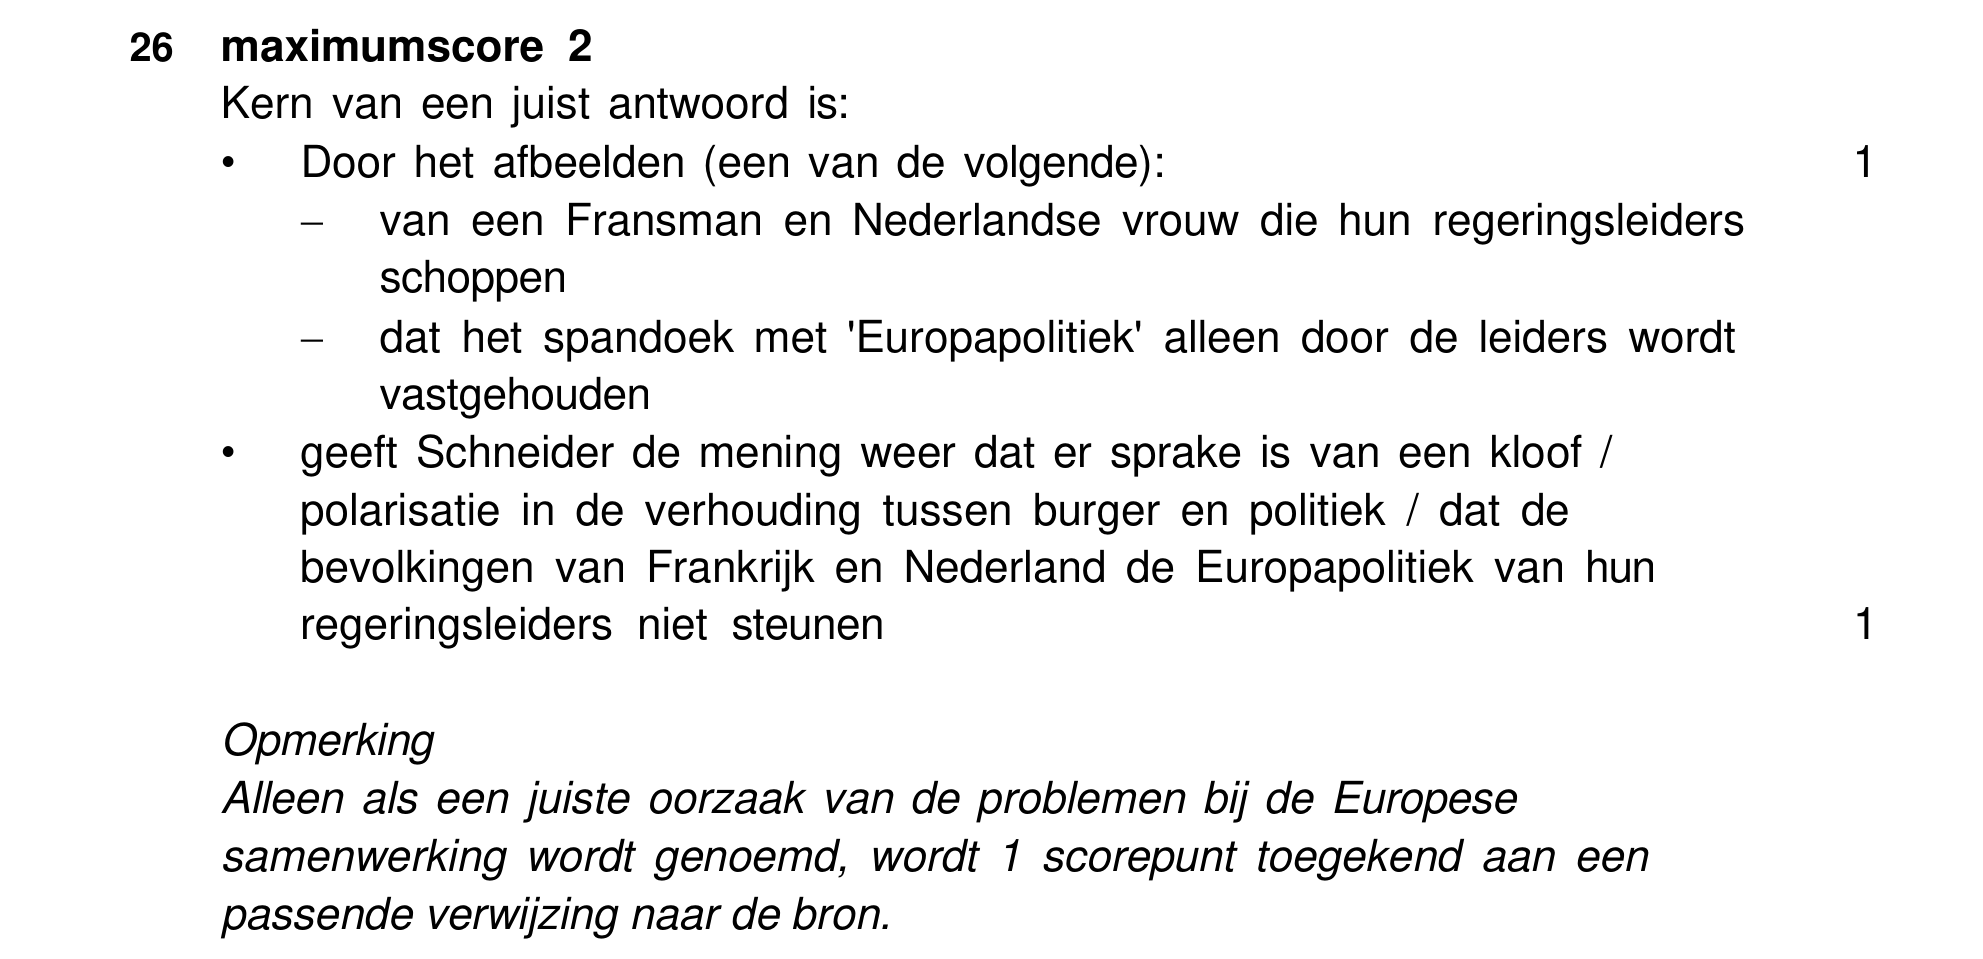 26 maximumscore 2
Kern van een juist antwoord is:
• Door het afbeelden (een van de volgende): 1
− van een Fransman en Nederlandse vrouw die hun regeringsleiders
schoppen
− dat het spandoek met 'Europapolitiek' alleen door de leiders wordt
vastgehouden
• geeft Schneider de mening weer dat er sprake is van een kloof /
polarisatie in de verhouding tussen burger en politiek / dat de
bevolkingen van Frankrijk en Nederland de Europapolitiek van hun
regeringsleiders niet steunen 1
Opmerking
Alleen als een juiste oorzaak van de problemen bij de Europese
samenwerking wordt genoemd, wordt 1 scorepunt toegekend aan een
passende verwijzing naar de bron.